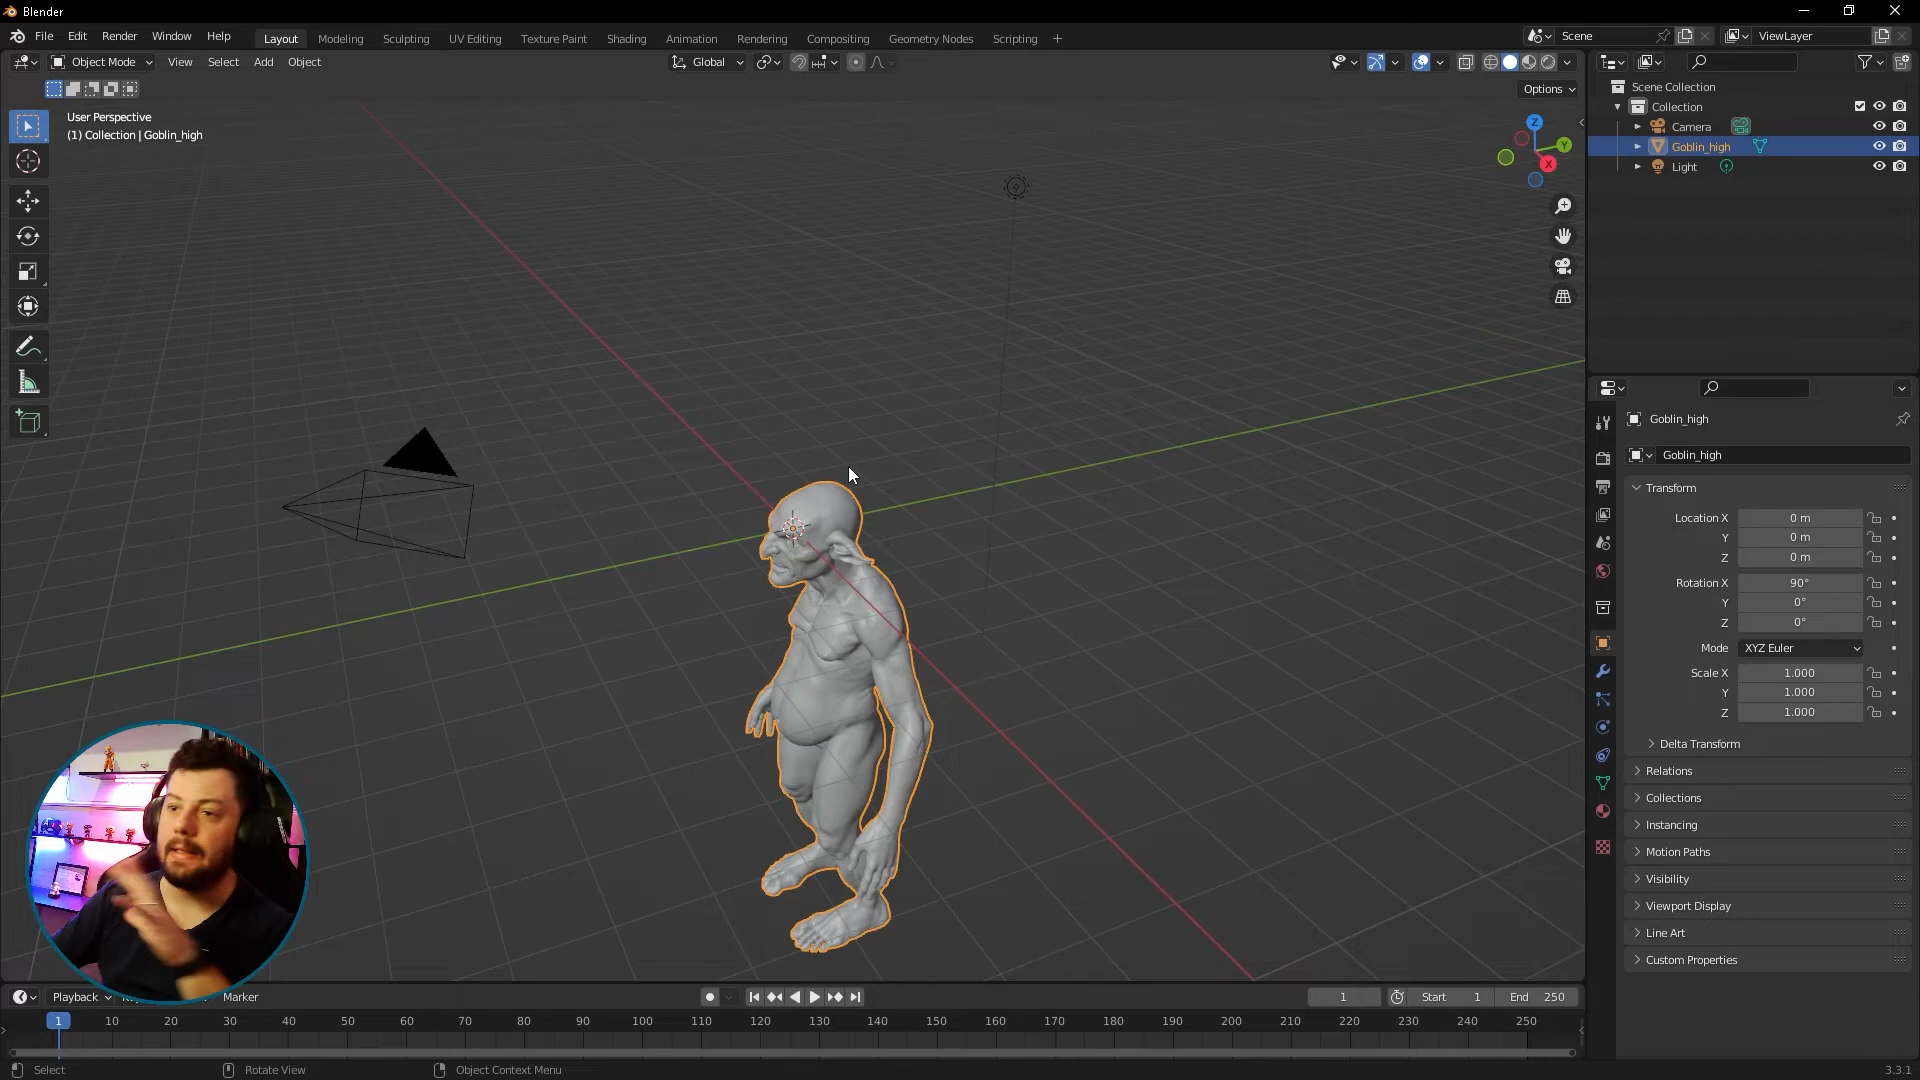 Blender
File Edit Render Window Help
Layout Modeling Sculpting UV Editing Texture Paint Shading Animation Rendering Compositing Geometry Nodes Scripting +
Scene
ViewLayer
Object Mode View Select Add Object
Global
Options
User Perspective
(1) Collection | Goblin_high
Z
Y
X
Scene Collection
Collection
Camera
Goblin_high
Light
Goblin_high
Goblin_high
Transform
Location X 0 m
Y 0 m
Z 0 m
Rotation X 90°
Y 0°
Z 0°
Mode XYZ Euler
Scale X 1.000
Y 1.000
Z 1.000
Delta Transform
Relations
Collections
Instancing
Motion Paths
Visibility
Viewport Display
Line Art
Custom Properties
Playback
Marker
1
Start 1
End 250
1 10 20 30 40 50 60 70 80 90 100 110 120 130 140 150 160 170 180 190 200 210 220 230 240 250
Select
Rotate View
Object Context Menu
3.3.1